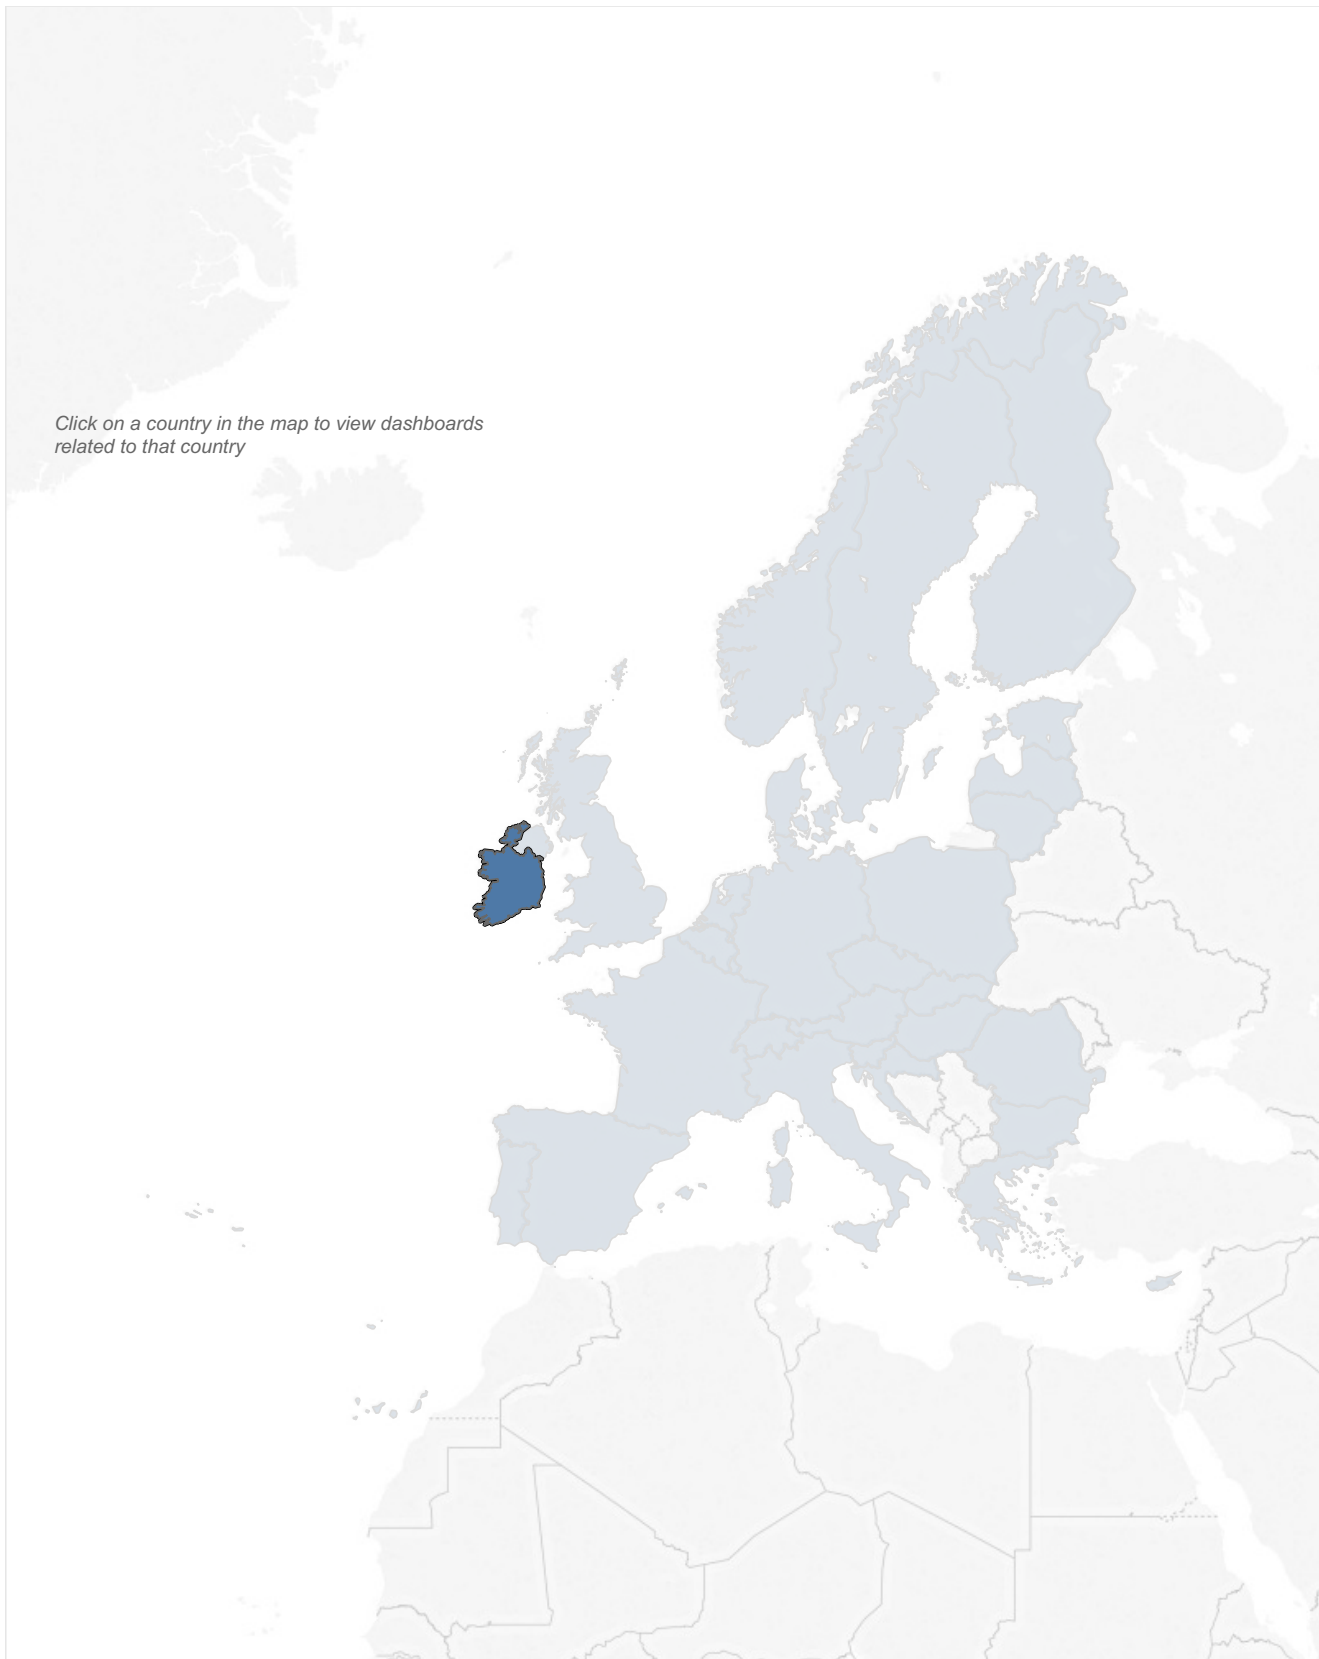 Click on a country in the map to view dashboards
related to that country